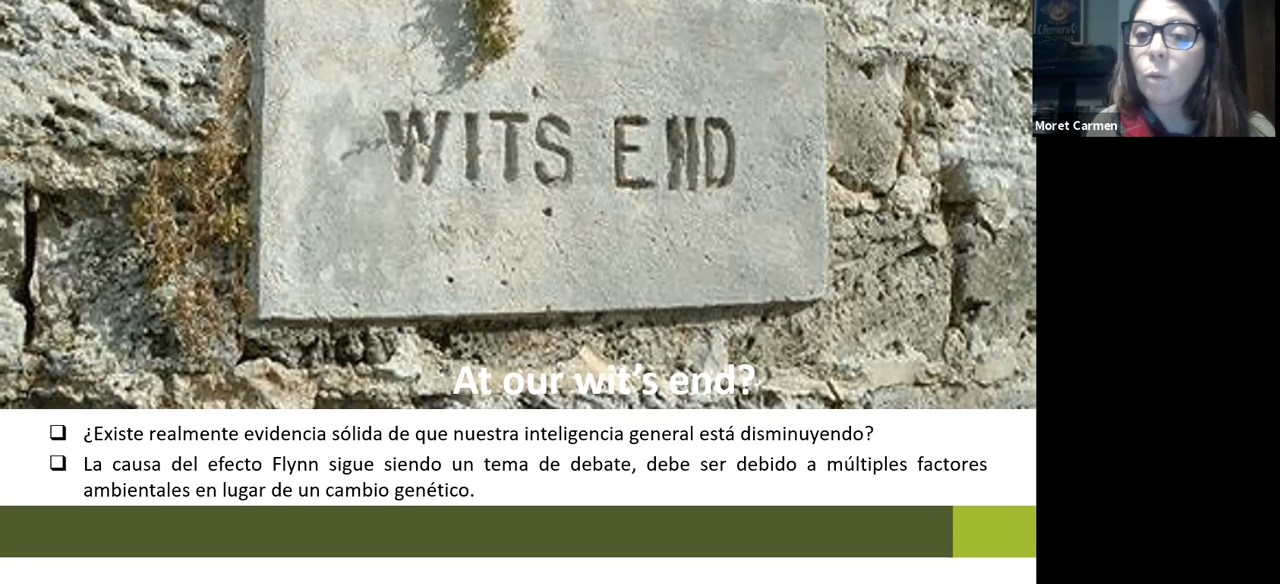 WITS END
At our wit's end?
¿Existe realmente evidencia sólida de que nuestra inteligencia general está disminuyendo?
La causa del efecto Flynn sigue siendo un tema de debate, debe ser debido a múltiples factores
ambientales en lugar de un cambio genético.
Moret Carmen